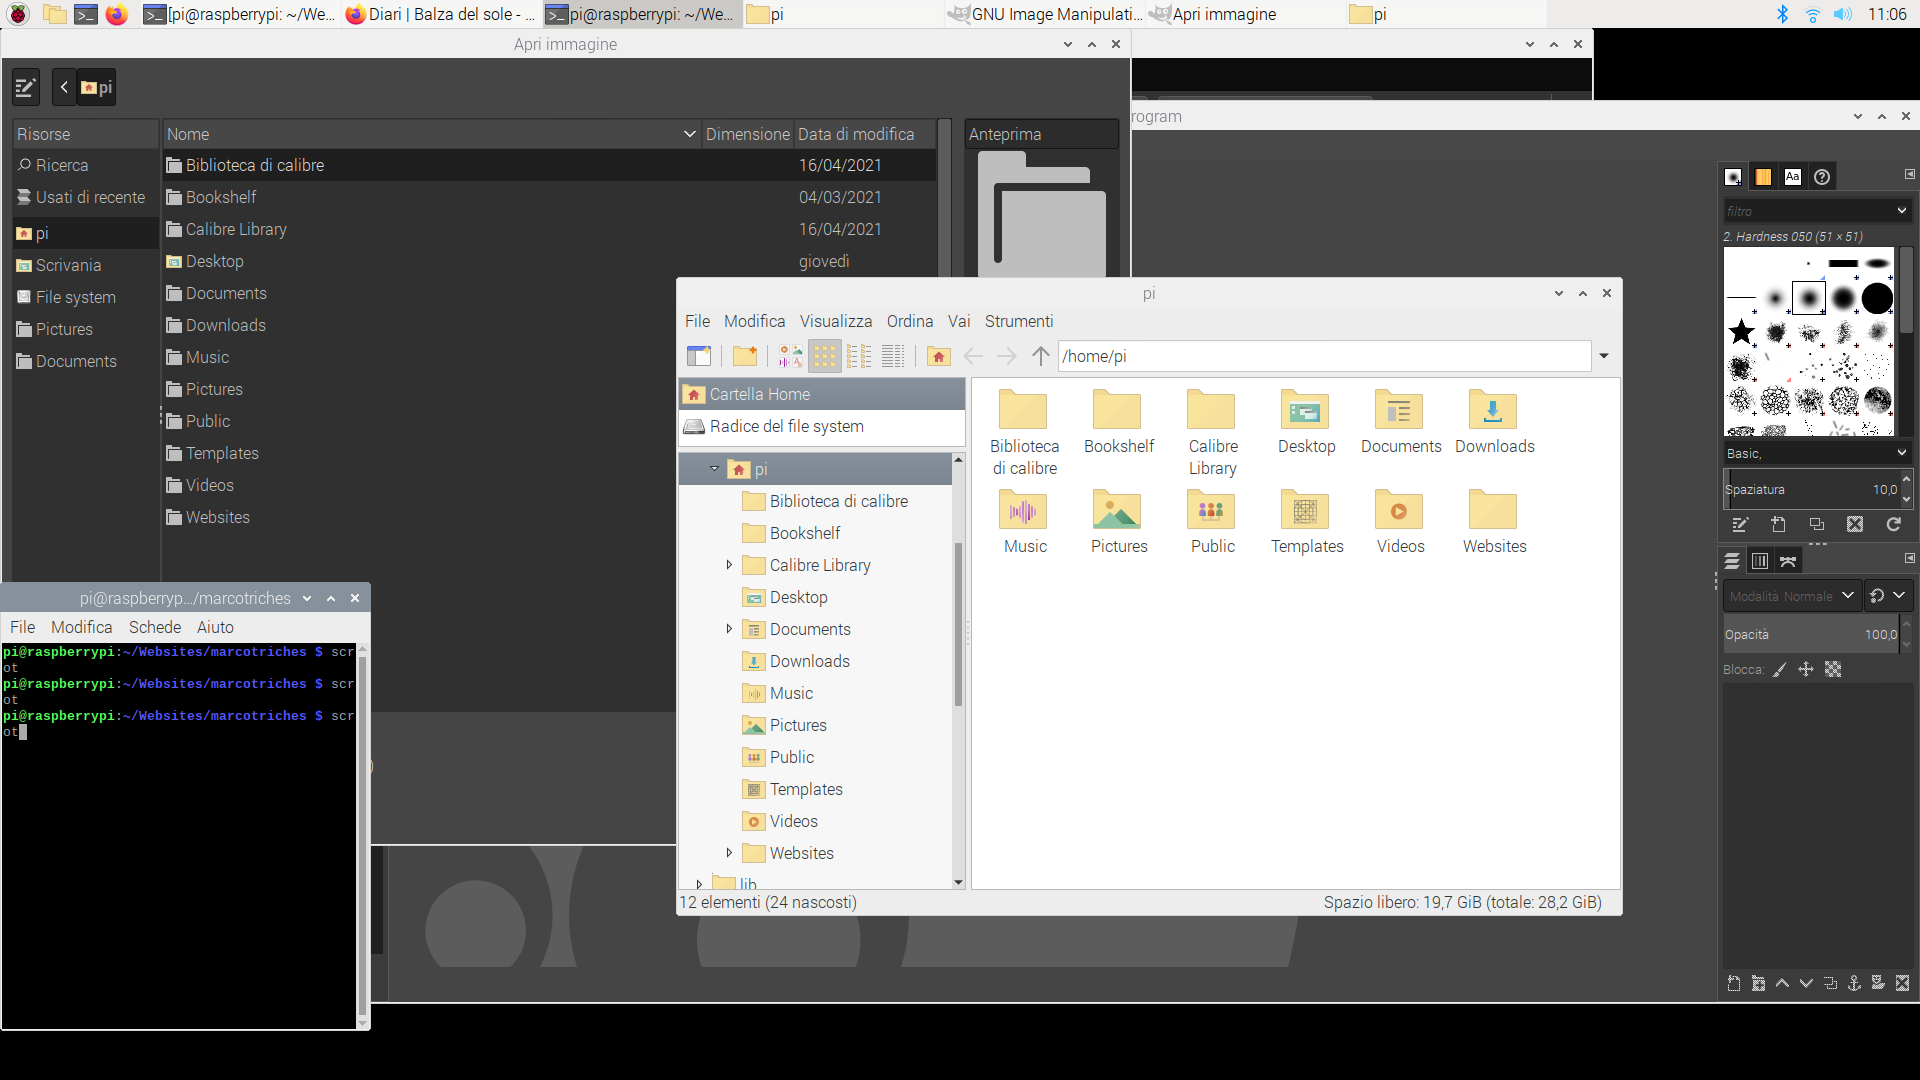 [pi@raspberrypi: ~/We...
Diari | Balza del sole - ...
pi@raspberrypi: ~/We...
pi
GNU Image Manipulati...
Apri immagine
pi
11:06
Apri immagine
pi
Risorse
Ricerca
Usati di recente
pi
Scrivania
File system
Pictures
Documents
Nome
Dimensione
Data di modifica
Biblioteca di calibre
16/04/2021
Bookshelf
04/03/2021
Calibre Library
16/04/2021
Desktop
giovedì
Documents
Downloads
Music
Pictures
Public
Templates
Videos
Websites
Anteprima
rogram
filtro
2. Hardness 050 (51 × 51)
Basic,
Spaziatura
10,0
Modalità Normale
Opacità
100,0
Blocca:
pi
File Modifica Visualizza Ordina Vai Strumenti
/home/pi
Cartella Home
Radice del file system
pi
Biblioteca di calibre
Bookshelf
Calibre Library
Desktop
Documents
Downloads
Music
Pictures
Public
Templates
Videos
Websites
lib
Biblioteca
di calibre
Bookshelf
Calibre
Library
Desktop
Documents
Downloads
Music
Pictures
Public
Templates
Videos
Websites
12 elementi (24 nascosti)
Spazio libero: 19,7 GiB (totale: 28,2 GiB)
pi@raspberryp.../marcotriches
File Modifica Schede Aiuto
pi@raspberrypi:~/Websites/marcotriches $ scr
ot
pi@raspberrypi:~/Websites/marcotriches $ scr
ot
pi@raspberrypi:~/Websites/marcotriches $ scr
ot